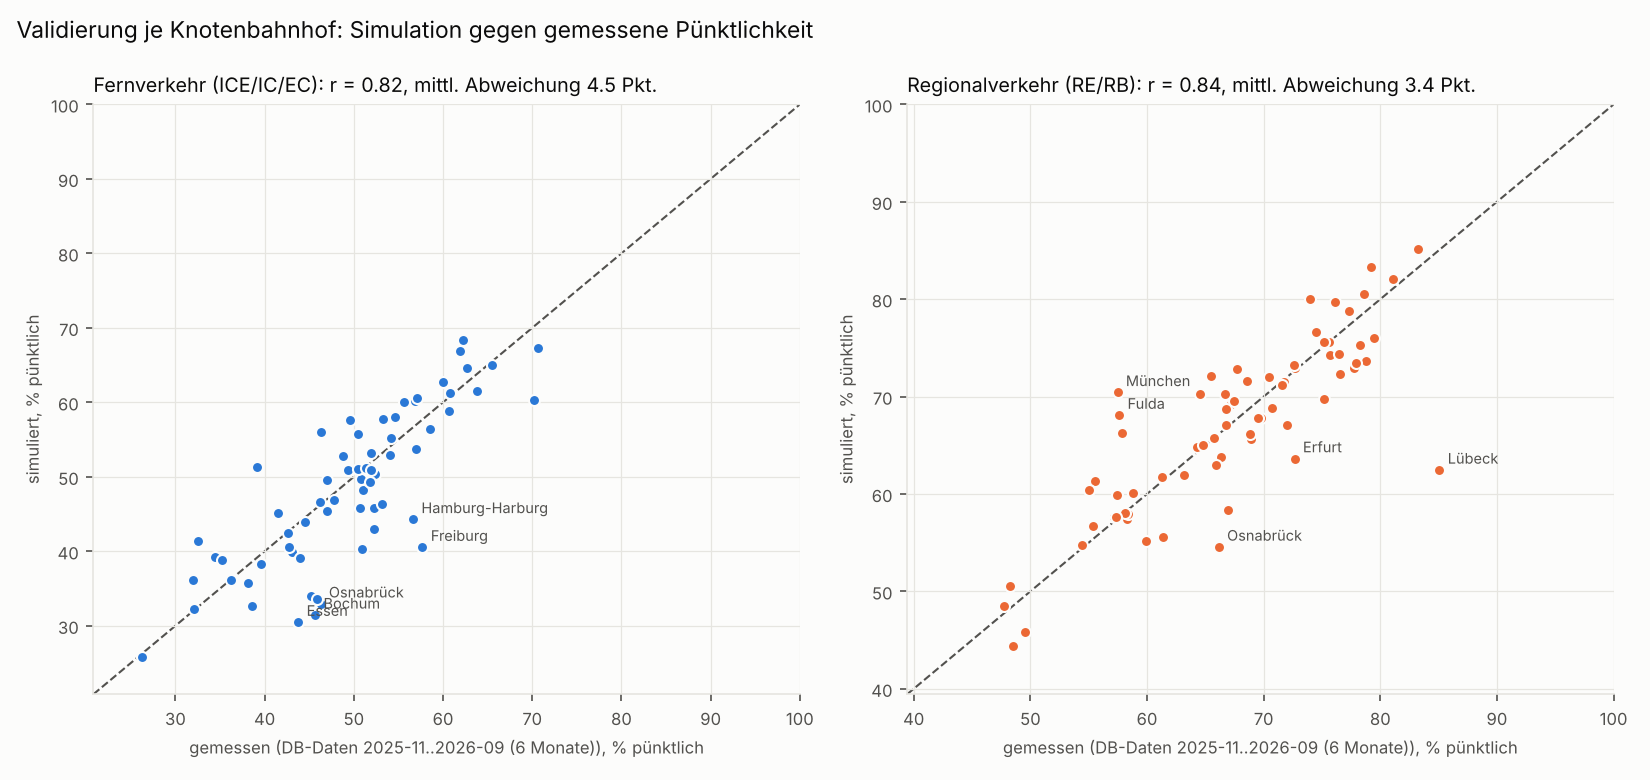 Validierung je Knotenbahnhof: Simulation gegen gemessene Pünktlichkeit
Fernverkehr (ICE/IC/EC): r = 0.82, mittl. Abweichung 4.5 Pkt.
100
90
80
70
60
50
40
30
simuliert, % pünktlich
Hamburg-Harburg
Freiburg
Osnabrück
Bochum
Essen
30 40 50 60 70 80 90 100
gemessen (DB-Daten 2025-11..2026-09 (6 Monate)), % pünktlich
Regionalverkehr (RE/RB): r = 0.84, mittl. Abweichung 3.4 Pkt.
100
90
80
70
60
50
40
simuliert, % pünktlich
München
Fulda
Erfurt
Lübeck
Osnabrück
40 50 60 70 80 90 100
gemessen (DB-Daten 2025-11..2026-09 (6 Monate)), % pünktlich